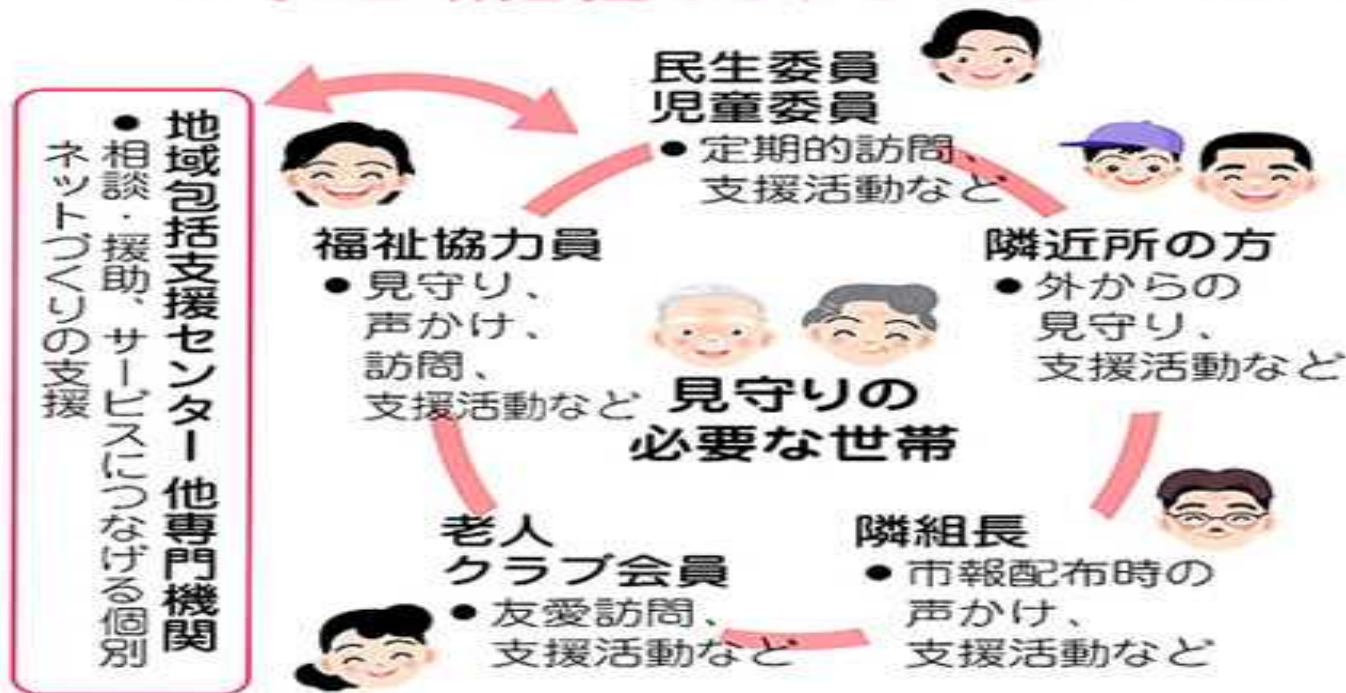 民生委員
児童委員
●定期的訪問、
支援活動など
福祉協力員
●見守り、
声かけ、
訪問、
支援活動など
隣近所の方
●外からの
見守り、
支援活動など
見守りの
必要な世帯
老人
クラブ会員
●友愛訪問、
支援活動など
隣組長
●市報配布時の
声かけ、
支援活動など
地域包括支援センター 他専門機関
●相談・援助、サービスにつなげる個別
ネットづくりの支援